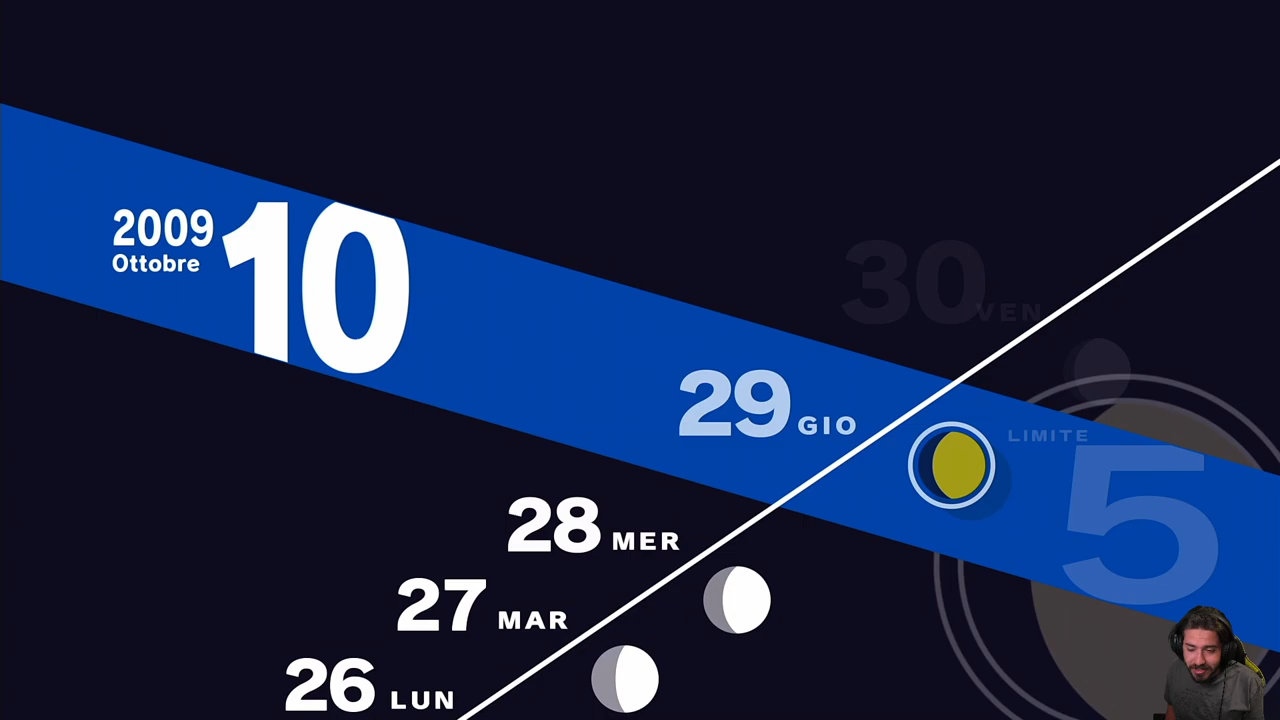 2009
Ottobre
10
30 VEN
29 GIO
LIMITE
5
28 MER
27 MAR
26 LUN